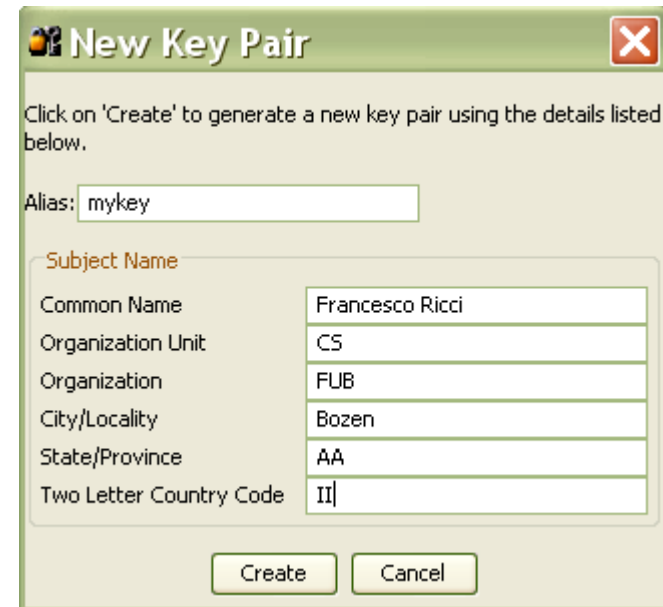 New Key Pair
Click on 'Create' to generate a new key pair using the details listed
below.
Alias: mykey
Subject Name
Common Name Francesco Ricci
Organization Unit CS
Organization FUB
City/Locality Bozen
State/Province AA
Two Letter Country Code II
Create Cancel